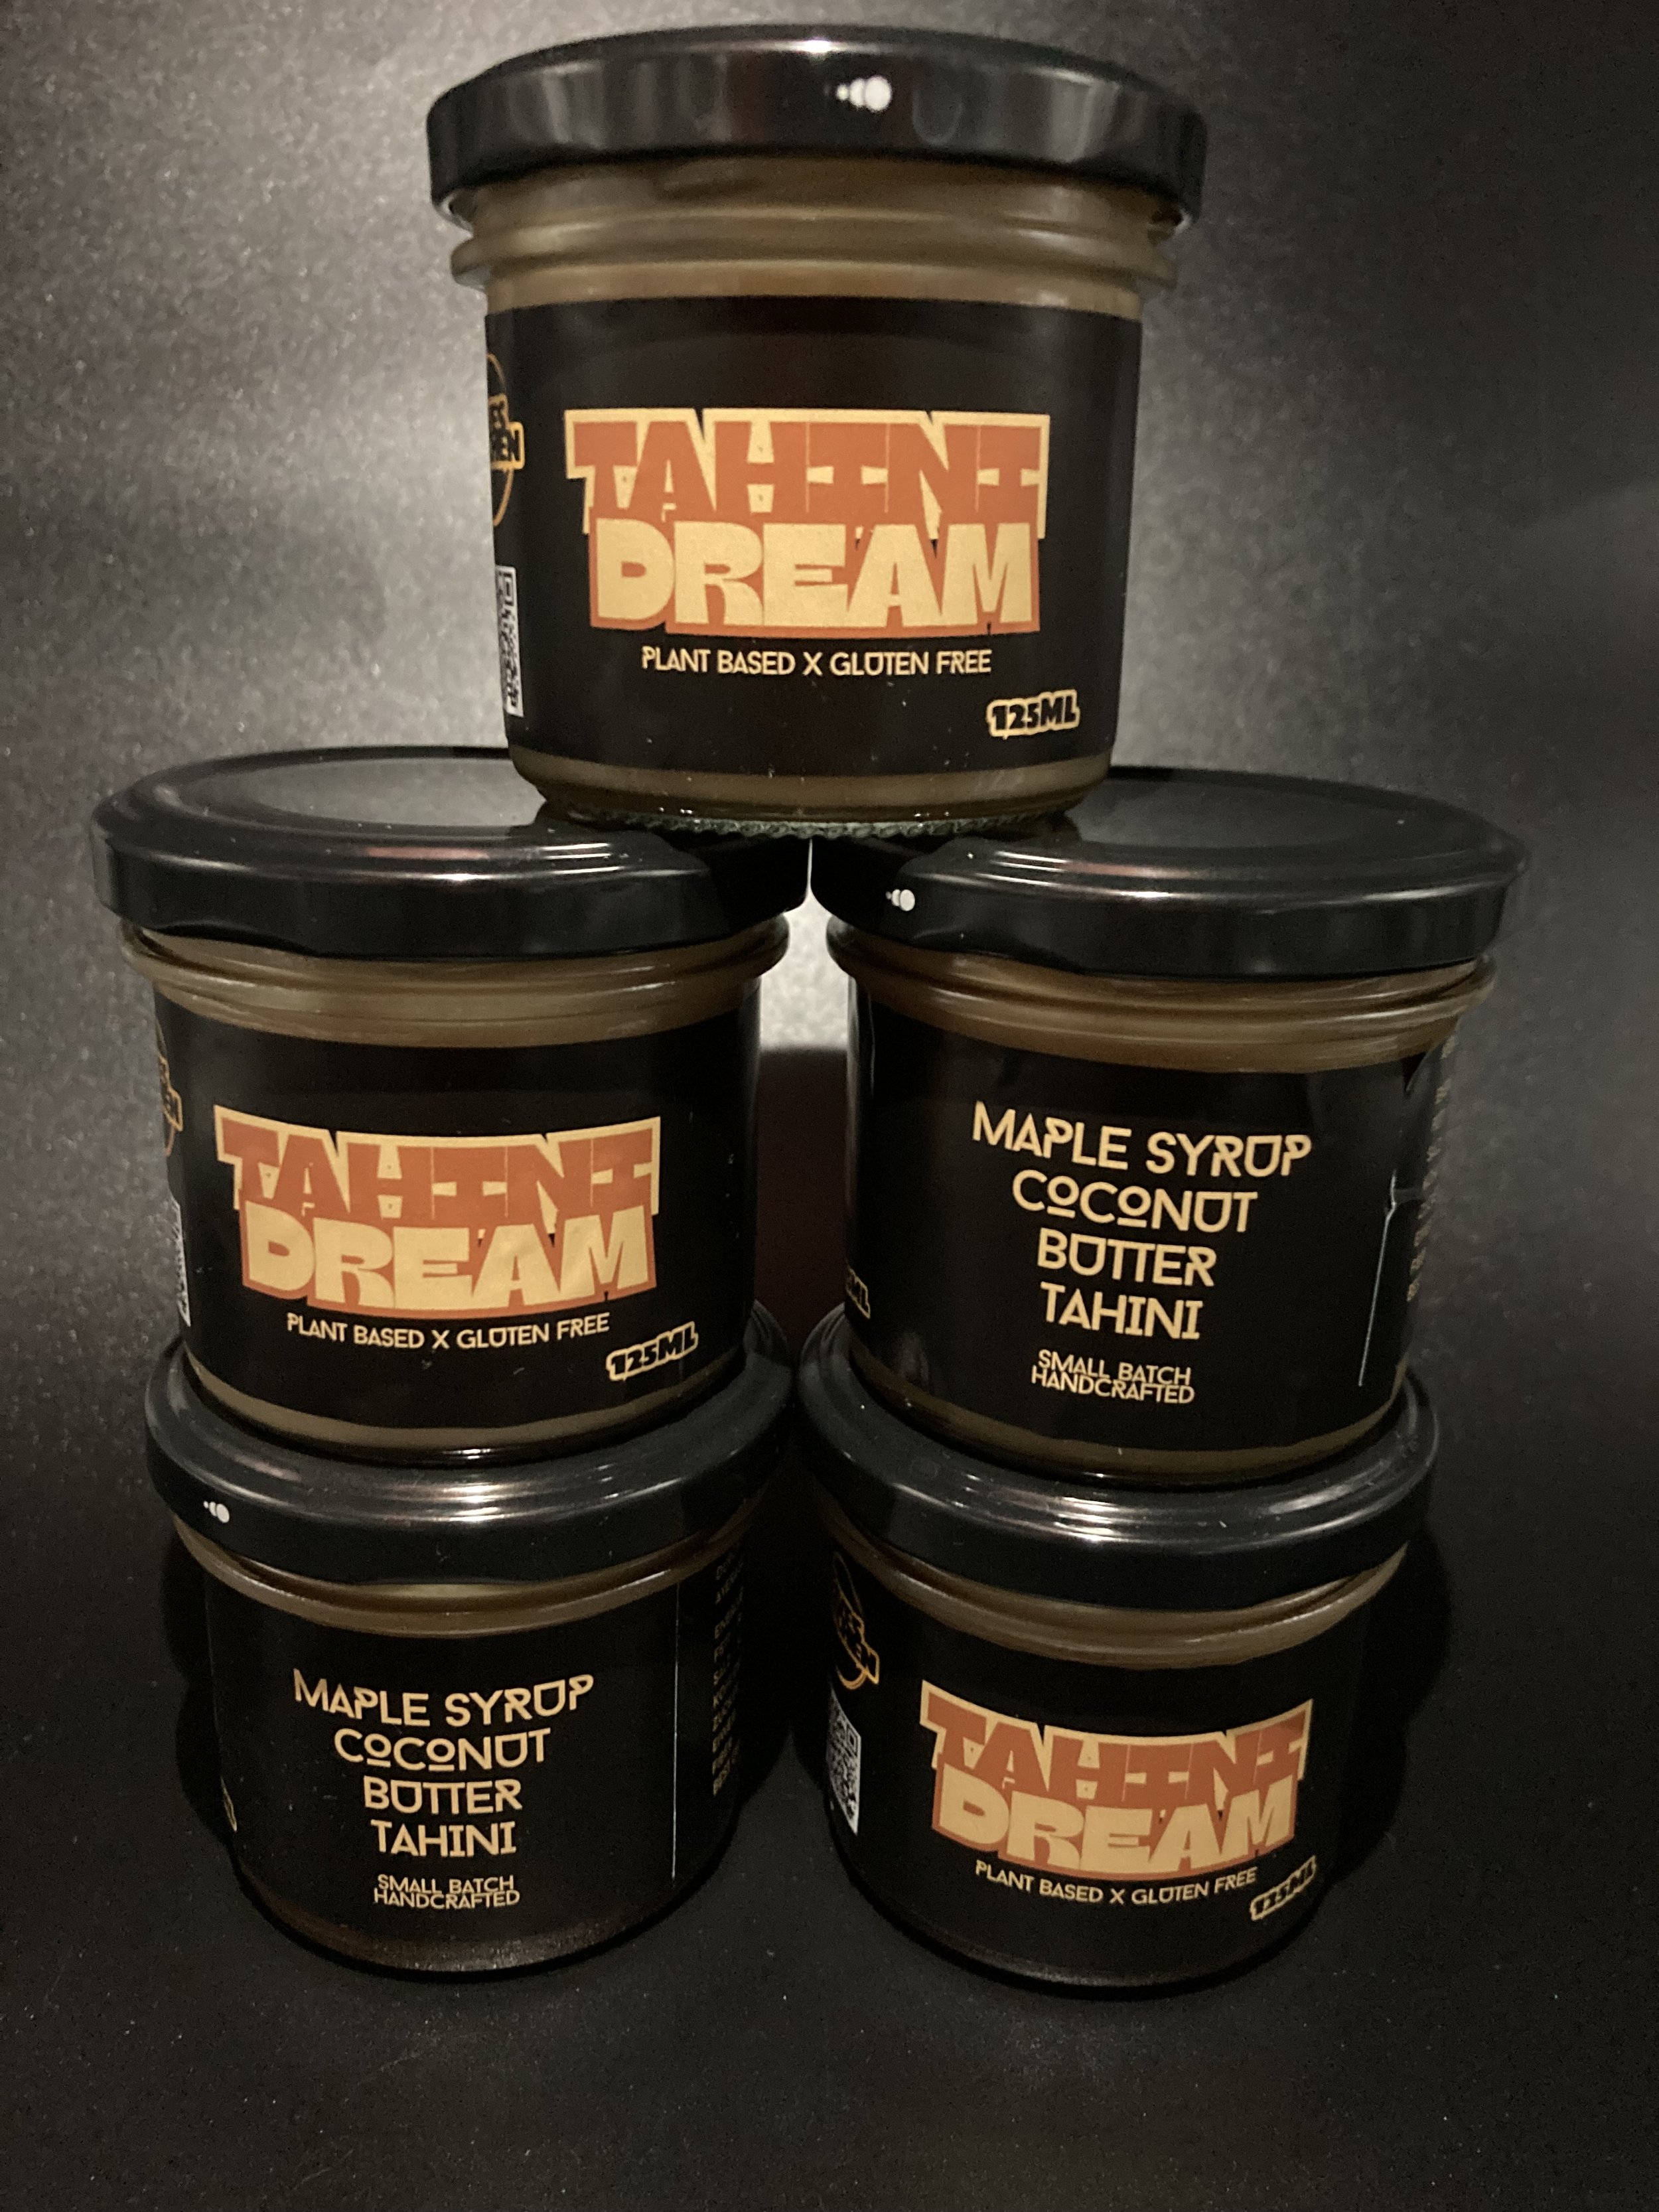 TAHINI
DREAM
PLANT BASED X GLUTEN FREE
125ML
TAHINI
DREAM
PLANT BASED X GLUTEN FREE
125ML
MAPLE SYRUP
COCONUT
BUTTER
TAHINI
SMALL BATCH
HANDCRAFTED
MAPLE SYRUP
COCONUT
BUTTER
TAHINI
SMALL BATCH
HANDCRAFTED
TAHINI
DREAM
PLANT BASED X GLUTEN FREE
125ML